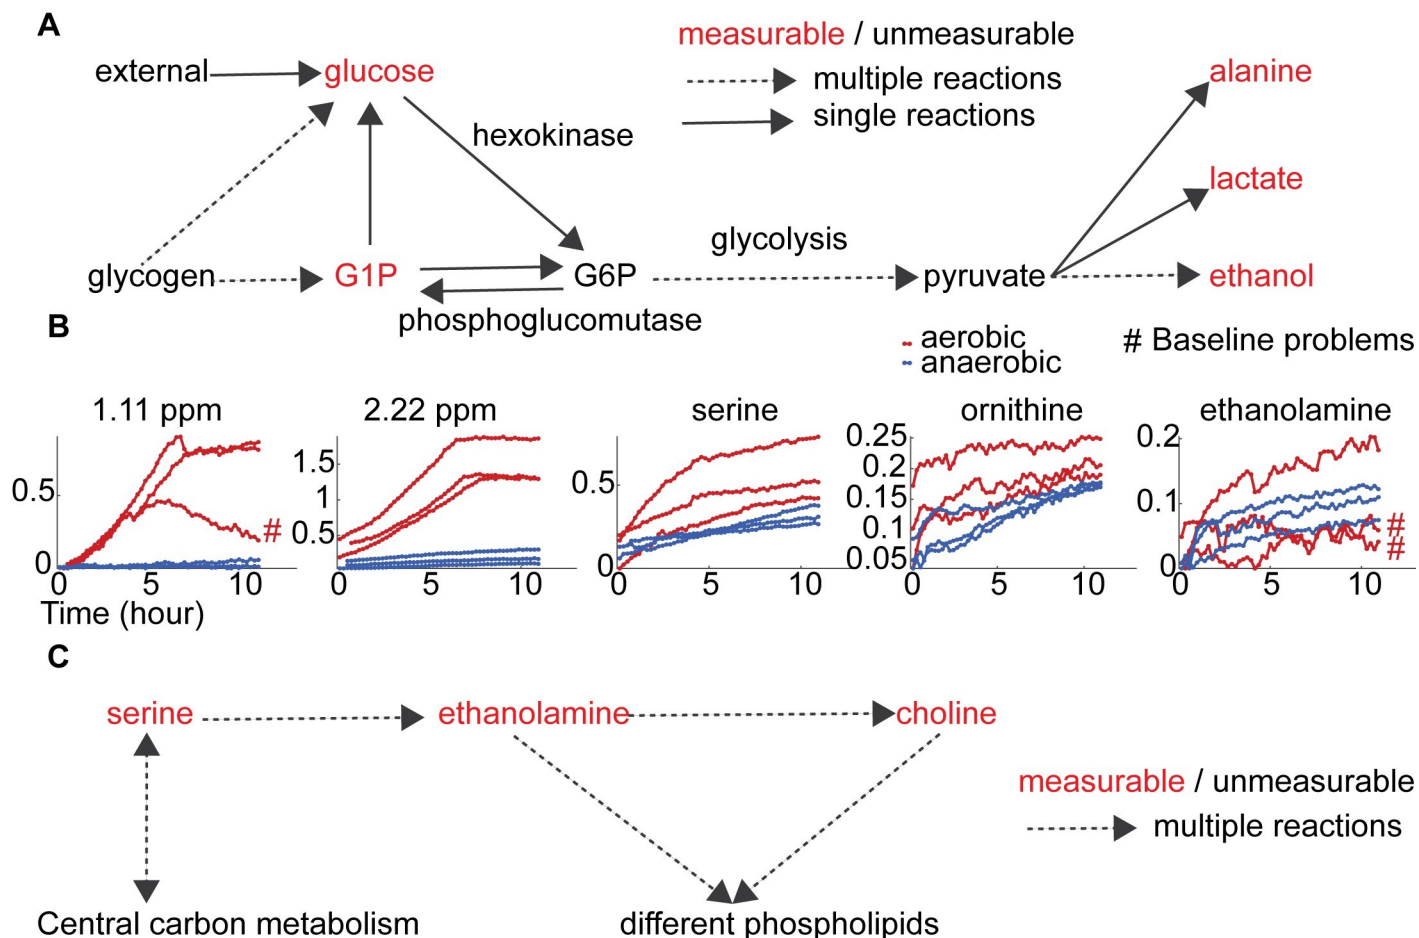 A
measurable / unmeasurable
external
glucose
alanine
multiple reactions
single reactions
hexokinase
lactate
glycolysis
glycogen
G1P
G6P
pyruvate
ethanol
phosphoglucomutase
B
aerobic
anaerobic
# Baseline problems
1.11 ppm
2.22 ppm
serine
ornithine
ethanolamine
0.5
0
#
0 5 10
Time (hour)
1.5
1
0.5
0 5 10
0.5
0
0 5 10
0.25
0.2
0.15
0.1
0.05
0 5 10
0.2
0.1
0
#
#
0 5 10
C
serine
ethanolamine
choline
measurable / unmeasurable
multiple reactions
Central carbon metabolism
different phospholipids